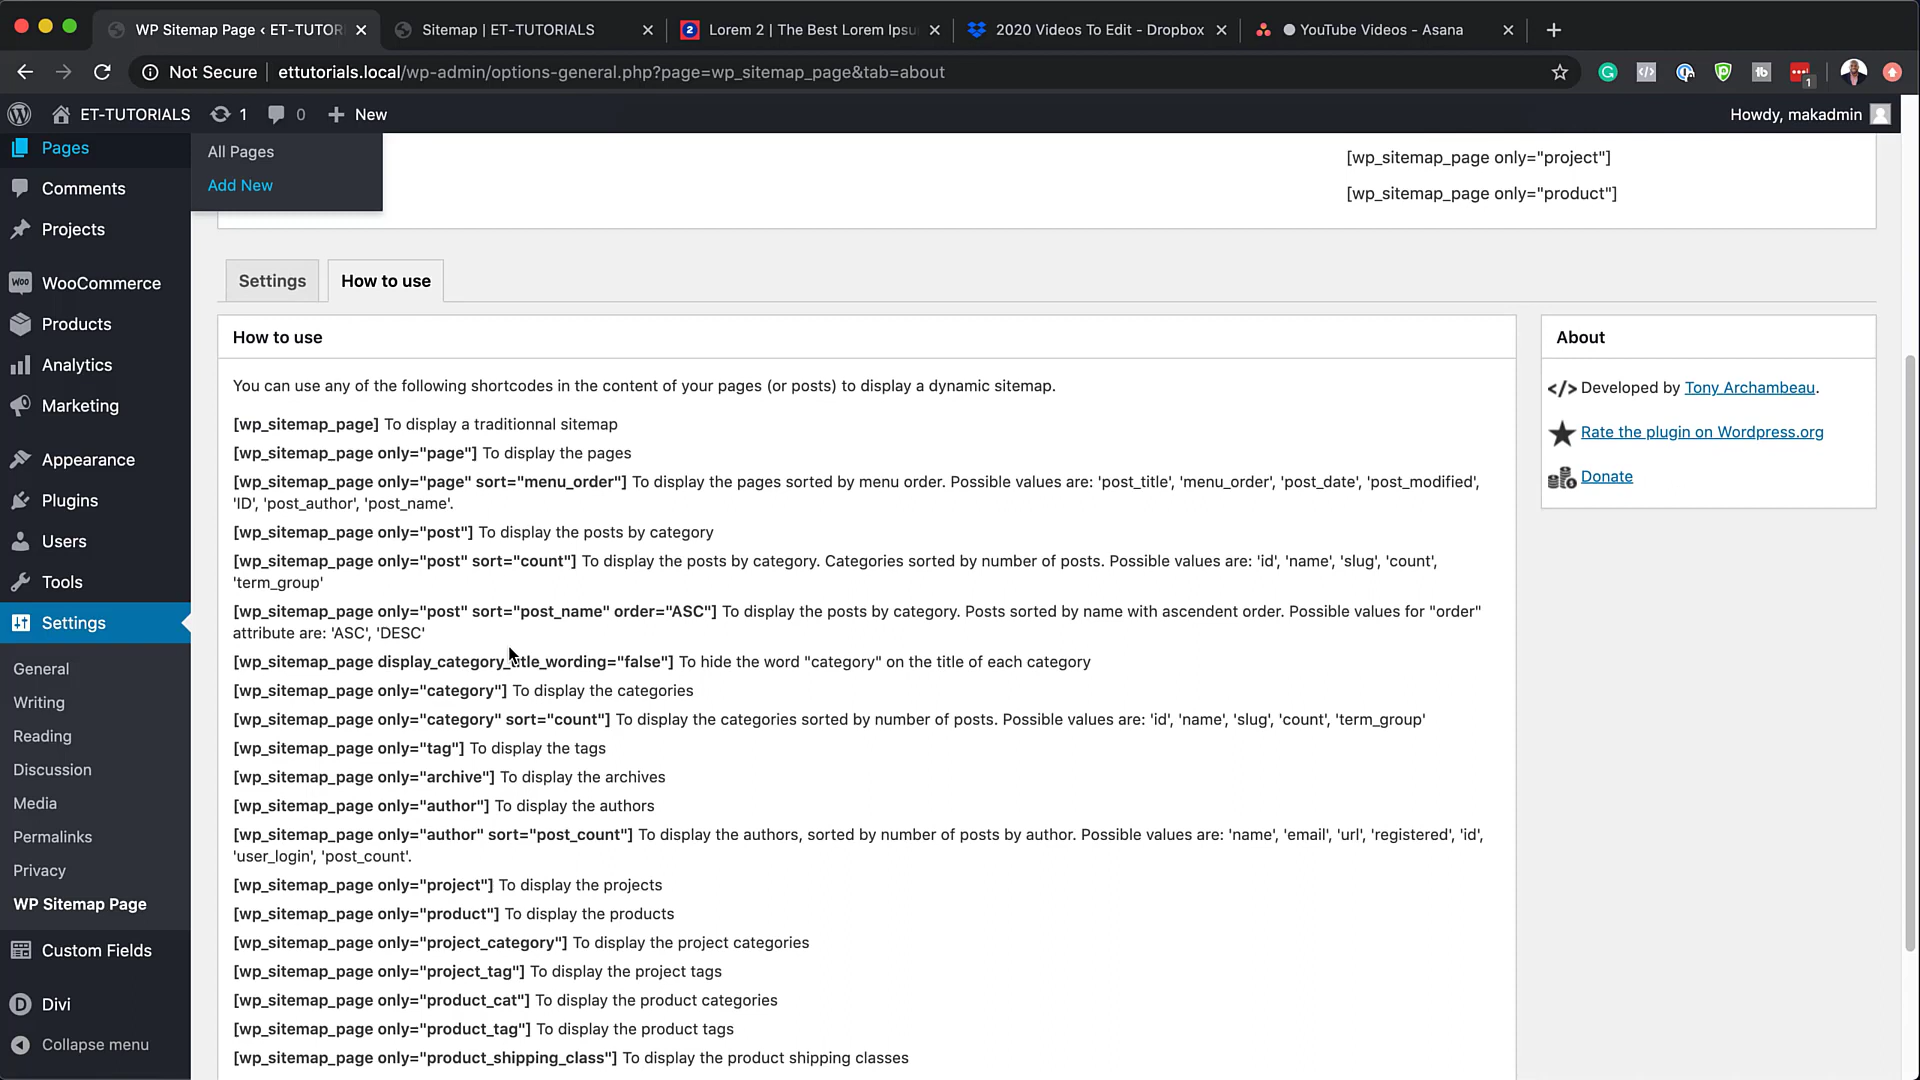 WP Sitemap Page ‹ ET-TUTOR
Sitemap | ET-TUTORIALS
2 Lorem 2 | The Best Lorem Ipsu
2020 Videos To Edit - Dropbox
YouTube Videos - Asana
Not Secure ettutorials.local/wp-admin/options-general.php?page=wp_sitemap_page&tab=about
1
ET-TUTORIALS 1 0 New
Howdy, makadmin
Pages
Comments
Projects
WooCommerce
Products
Analytics
Marketing
Appearance
Plugins
Users
Tools
Settings
General
Writing
Reading
Discussion
Media
Permalinks
Privacy
WP Sitemap Page
Custom Fields
Divi
Collapse menu
All Pages
Add New
[wp_sitemap_page only="project"]
[wp_sitemap_page only="product"]
Settings
How to use
How to use
You can use any of the following shortcodes in the content of your pages (or posts) to display a dynamic sitemap.
[wp_sitemap_page] To display a traditionnal sitemap
[wp_sitemap_page only="page"] To display the pages
[wp_sitemap_page only="page" sort="menu_order"] To display the pages sorted by menu order. Possible values are: 'post_title', 'menu_order', 'post_date', 'post_modified',
'ID', 'post_author', 'post_name'.
[wp_sitemap_page only="post"] To display the posts by category
[wp_sitemap_page only="post" sort="count"] To display the posts by category. Categories sorted by number of posts. Possible values are: 'id', 'name', 'slug', 'count',
'term_group'
[wp_sitemap_page only="post" sort="post_name" order="ASC"] To display the posts by category. Posts sorted by name with ascendent order. Possible values for "order"
attribute are: 'ASC', 'DESC'
[wp_sitemap_page display_category_title_wording="false"] To hide the word "category" on the title of each category
[wp_sitemap_page only="category"] To display the categories
[wp_sitemap_page only="category" sort="count"] To display the categories sorted by number of posts. Possible values are: 'id', 'name', 'slug', 'count', 'term_group'
[wp_sitemap_page only="tag"] To display the tags
[wp_sitemap_page only="archive"] To display the archives
[wp_sitemap_page only="author"] To display the authors
[wp_sitemap_page only="author" sort="post_count"] To display the authors, sorted by number of posts by author. Possible values are: 'name', 'email', 'url', 'registered', 'id',
'user_login', 'post_count'.
[wp_sitemap_page only="project"] To display the projects
[wp_sitemap_page only="product"] To display the products
[wp_sitemap_page only="project_category"] To display the project categories
[wp_sitemap_page only="project_tag"] To display the project tags
[wp_sitemap_page only="product_cat"] To display the product categories
[wp_sitemap_page only="product_tag"] To display the product tags
[wp_sitemap_page only="product_shipping_class"] To display the product shipping classes
About
Developed by Tony Archambeau.
Rate the plugin on Wordpress.org
Donate